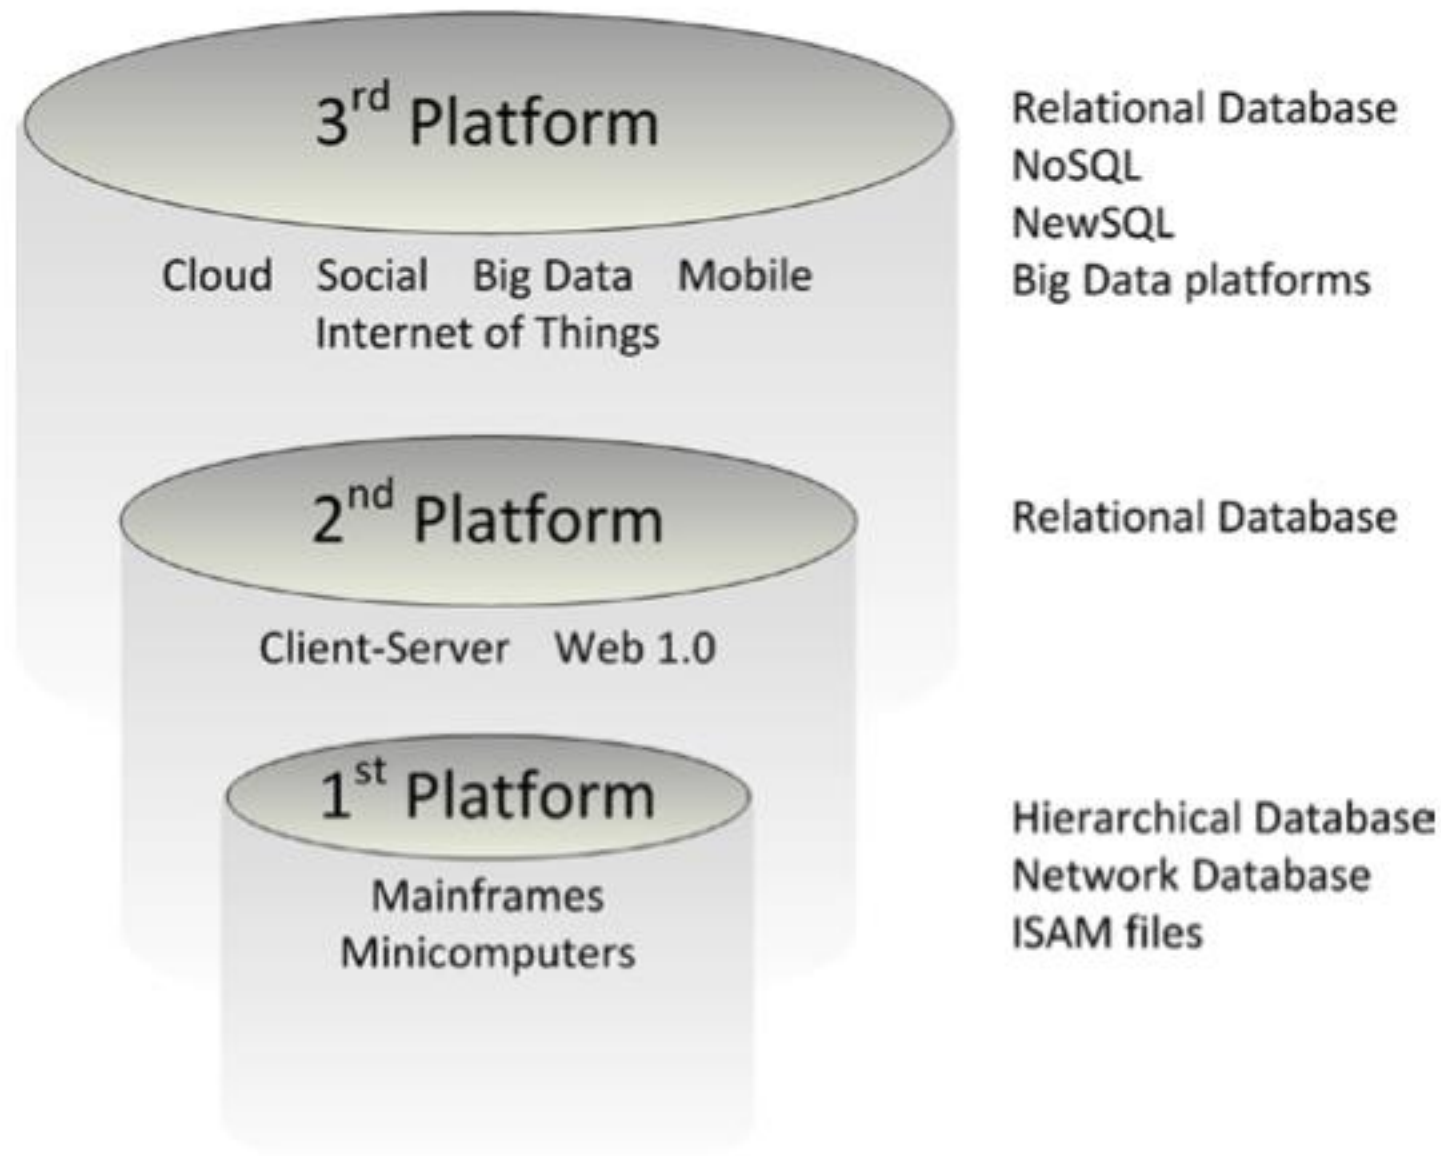 3rd Platform
Cloud Social Big Data Mobile
Internet of Things
Relational Database
NoSQL
NewSQL
Big Data platforms
2nd Platform
Client-Server Web 1.0
Relational Database
1st Platform
Mainframes
Minicomputers
Hierarchical Database
Network Database
ISAM files